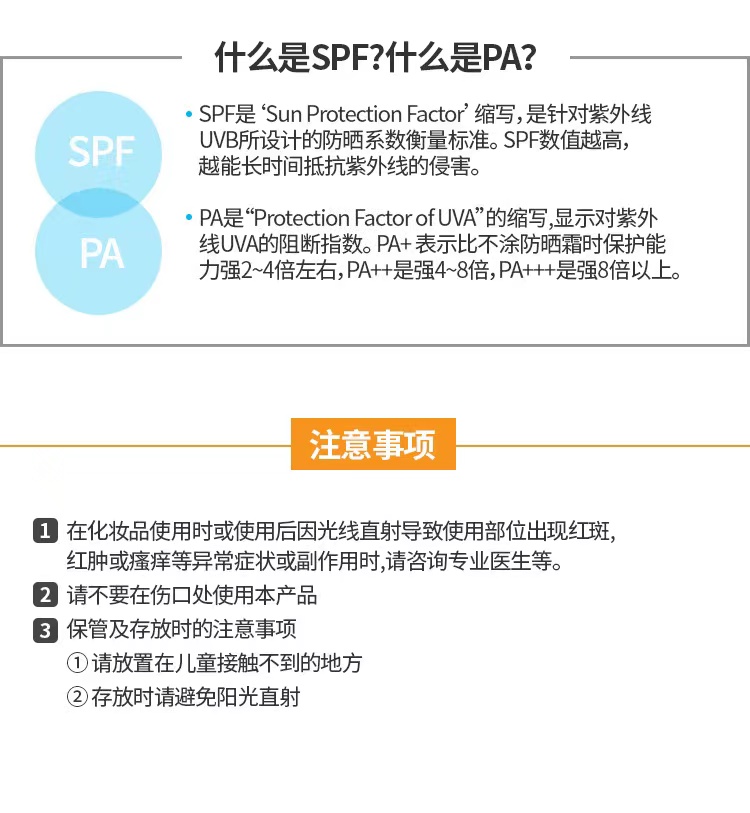 什么是SPF?什么是PA?
SPF
PA
• SPF是 ‘Sun Protection Factor’ 缩写，是针对紫外线
UVB所设计的防晒系数衡量标准。SPF数值越高，
越能长时间抵抗紫外线的侵害。
• PA是“Protection Factor of UVA”的缩写,显示对紫外
线UVA的阻断指数。PA+ 表示比不涂防晒霜时保护能
力强2~4倍左右，PA++是强4~8倍，PA+++是强8倍以上。
注意事项
1 在化妆品使用时或使用后因光线直射导致使用部位出现红斑,
红肿或瘙痒等异常症状或副作用时,请咨询专业医生等。
2 请不要在伤口处使用本产品
3 保管及存放时的注意事项
① 请放置在儿童接触不到的地方
② 存放时请避免阳光直射